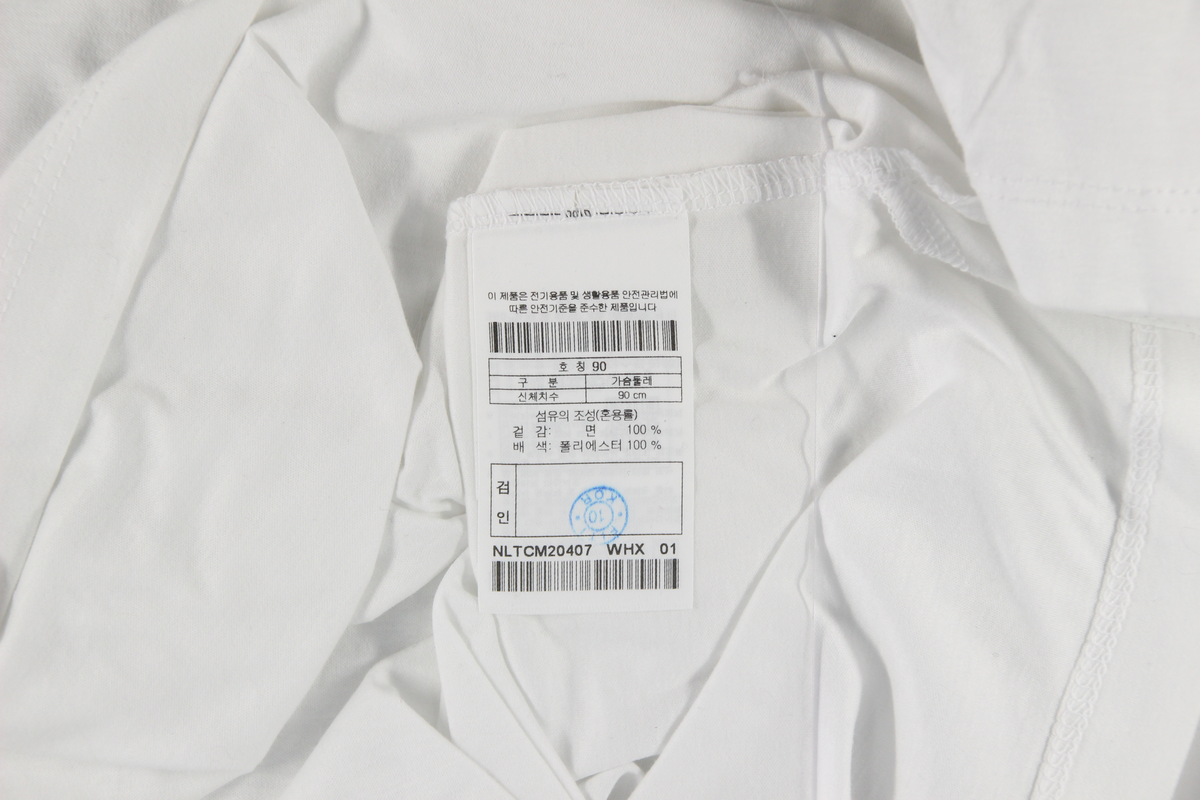 이 제품은 전기용품 및 생활용품 안전관리법에
따른 안전기준을 준수한 제품입니다
호 칭 90
구 분 가슴둘레
신체치수 90 cm
섬유의 조성(혼용률)
겉 감: 면 100 %
배 색: 폴리에스터 100 %
검
인
KOR
10
NLTCM20407 WHX 01